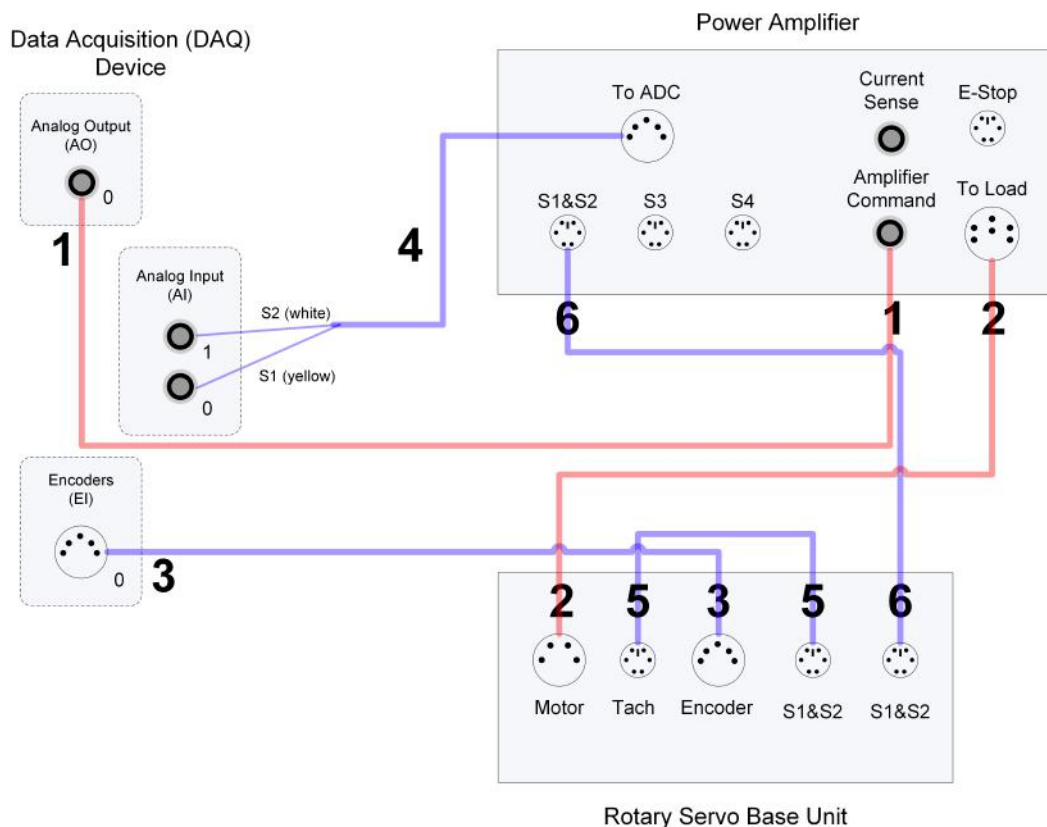 Data Acquisition (DAQ)
Device
Analog Output
(AO)
0
1
Analog Input
(AI)
1
0
S2 (white)
S1 (yellow)
4
Encoders
(EI)
0
3
Power Amplifier
To ADC
Current
Sense
E-Stop
S1&S2
S3
S4
Amplifier
Command
To Load
6
1
2
2
5
3
5
6
Motor
Tach
Encoder
S1&S2
S1&S2
Rotary Servo Base Unit